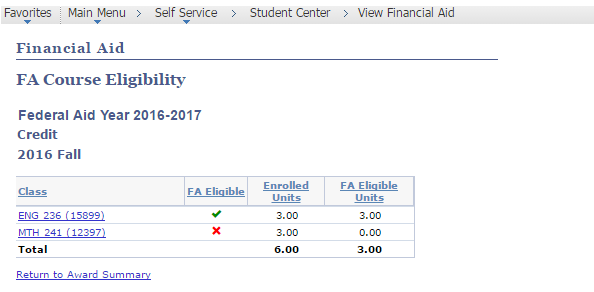 Favorites Main Menu > Self Service > Student Center > View Financial Aid
Financial Aid
FA Course Eligibility
Federal Aid Year 2016-2017
Credit
2016 Fall
Class FA Eligible Enrolled Units FA Eligible Units
ENG 236 (15899) 3.00 3.00
MTH 241 (12397) 3.00 0.00
Total 6.00 3.00
Return to Award Summary